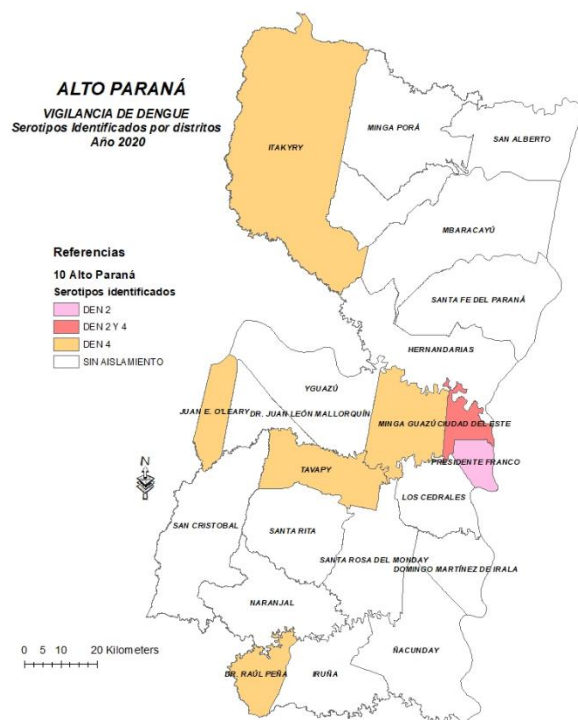 ALTO PARANÁ
VIGILANCIA DE DENGUE
Serotipos Identificados por distritos
Año 2020
ITAKYRY
MINGA PORÁ
SAN ALBERTO
MBARACAYÚ
SANTA FE DEL PARANÁ
HERNANDARIAS
Referencias
10 Alto Paraná
Serotipos identificados
DEN 2
DEN 2 Y 4
DEN 4
SIN AISLAMIENTO
YGUAZÚ
JUAN E. O'LEARY
DR. JUAN LEÓN MALLORQUÍN
MINGA GUAZÚ
CIUDAD DEL ESTE
PRESIDENTE FRANCO
TAVAPY
LOS CEDRALES
N
SAN CRISTOBAL
SANTA RITA
SANTA ROSA DEL MONDAY
DOMINGO MARTÍNEZ DE IRALA
NARANJAL
ÑACUNDAY
DR. RAÚL PEÑA
IRUÑA
0 5 10 20 Kilometers